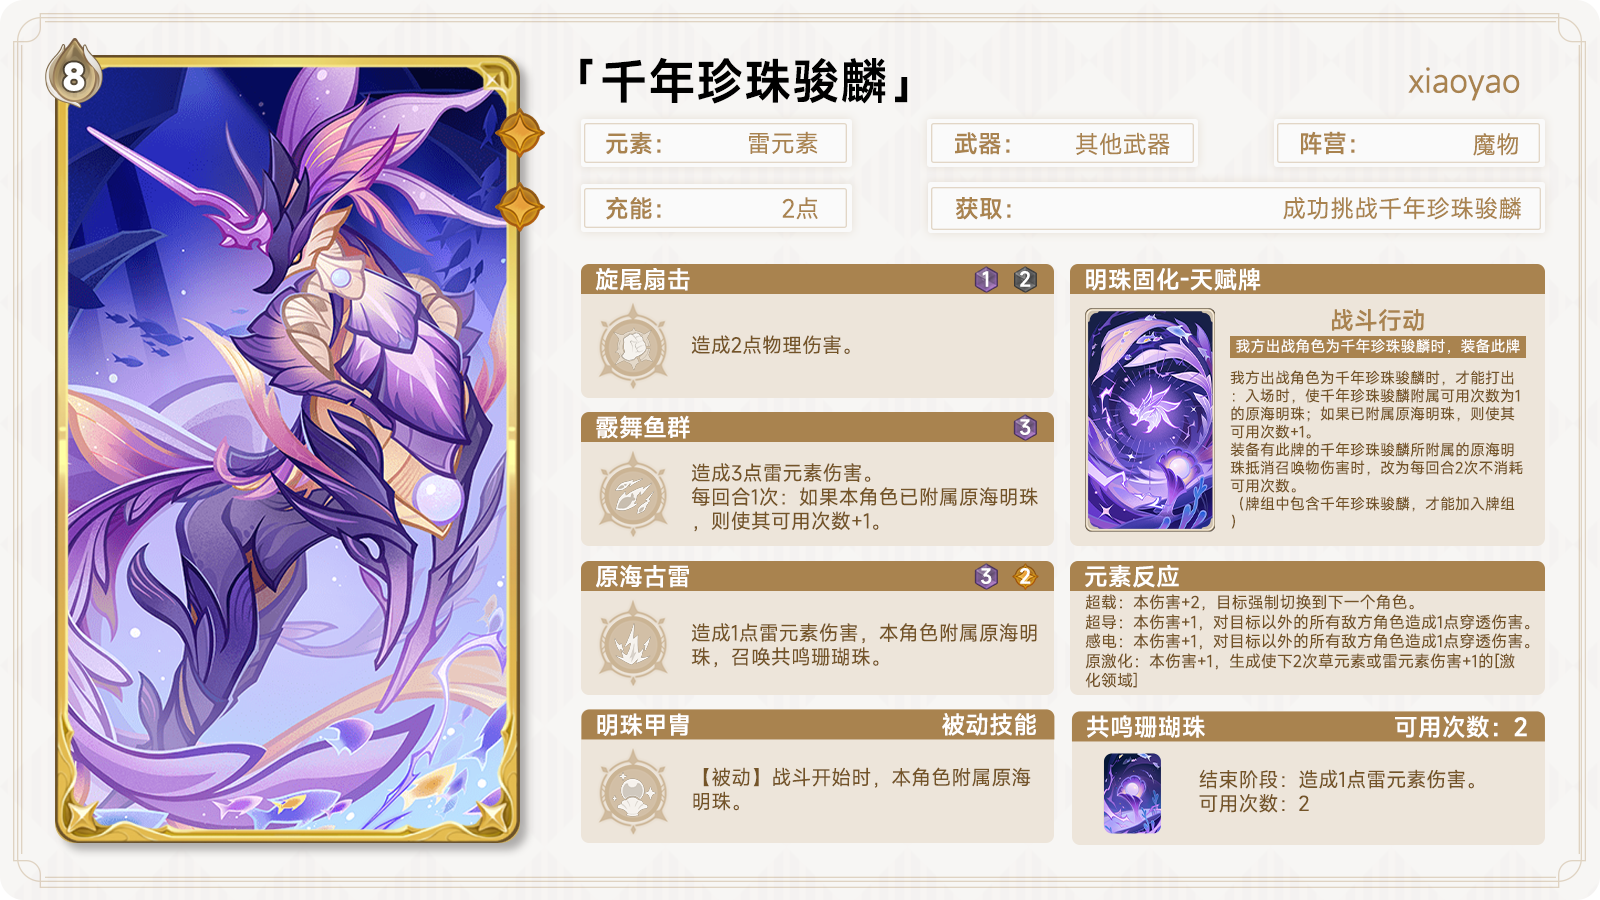 8
「千年珍珠骏麟」
xiaoyao
元素： 雷元素
武器： 其他武器
阵营： 魔物
充能： 2点
获取： 成功挑战千年珍珠骏麟
旋尾扇击 1 2
造成2点物理伤害。
霰舞鱼群 3
造成3点雷元素伤害。
每回合1次：如果本角色已附属原海明珠
，则使其可用次数+1。
原海古雷 3 2
造成1点雷元素伤害，本角色附属原海明
珠，召唤共鸣珊瑚珠。
明珠甲胄 被动技能
【被动】战斗开始时，本角色附属原海
明珠。
明珠固化-天赋牌
战斗行动
我方出战角色为千年珍珠骏麟时，装备此牌
我方出战角色为千年珍珠骏麟时，才能打出
：入场时，使千年珍珠骏麟附属可用次数为1
的原海明珠；如果已附属原海明珠，则使其
可用次数+1。
装备有此牌的千年珍珠骏麟所附属的原海明
珠抵消召唤物伤害时，改为每回合2次不消耗
可用次数。
（牌组中包含千年珍珠骏麟，才能加入牌组
）
元素反应
超载：本伤害+2，目标强制切换到下一个角色。
超导：本伤害+1，对目标以外的所有敌方角色造成1点穿透伤害。
感电：本伤害+1，对目标以外的所有敌方角色造成1点穿透伤害。
原激化：本伤害+1，生成使下2次草元素或雷元素伤害+1的[激
化领域]
共鸣珊瑚珠 可用次数：2
结束阶段：造成1点雷元素伤害。
可用次数：2